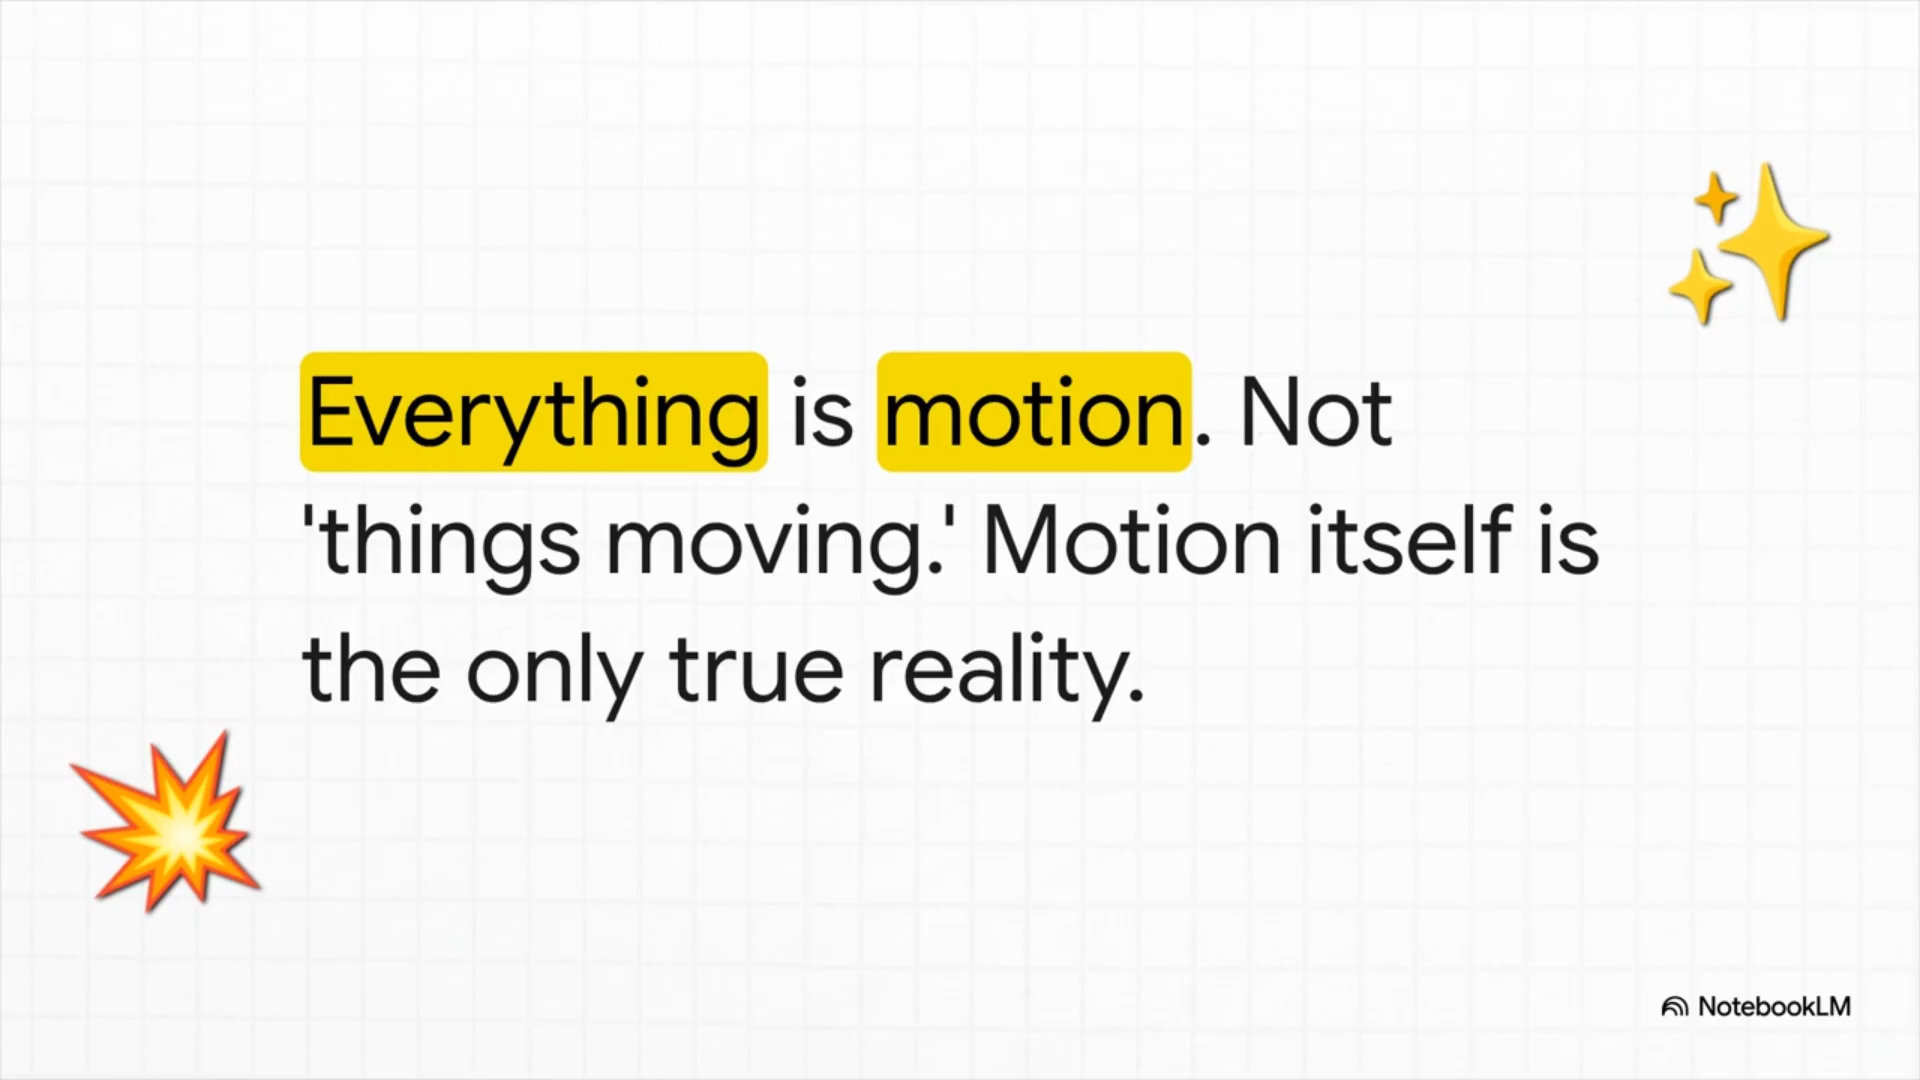 Everything is motion. Not
'things moving.' Motion itself is
the only true reality.
NotebookLM